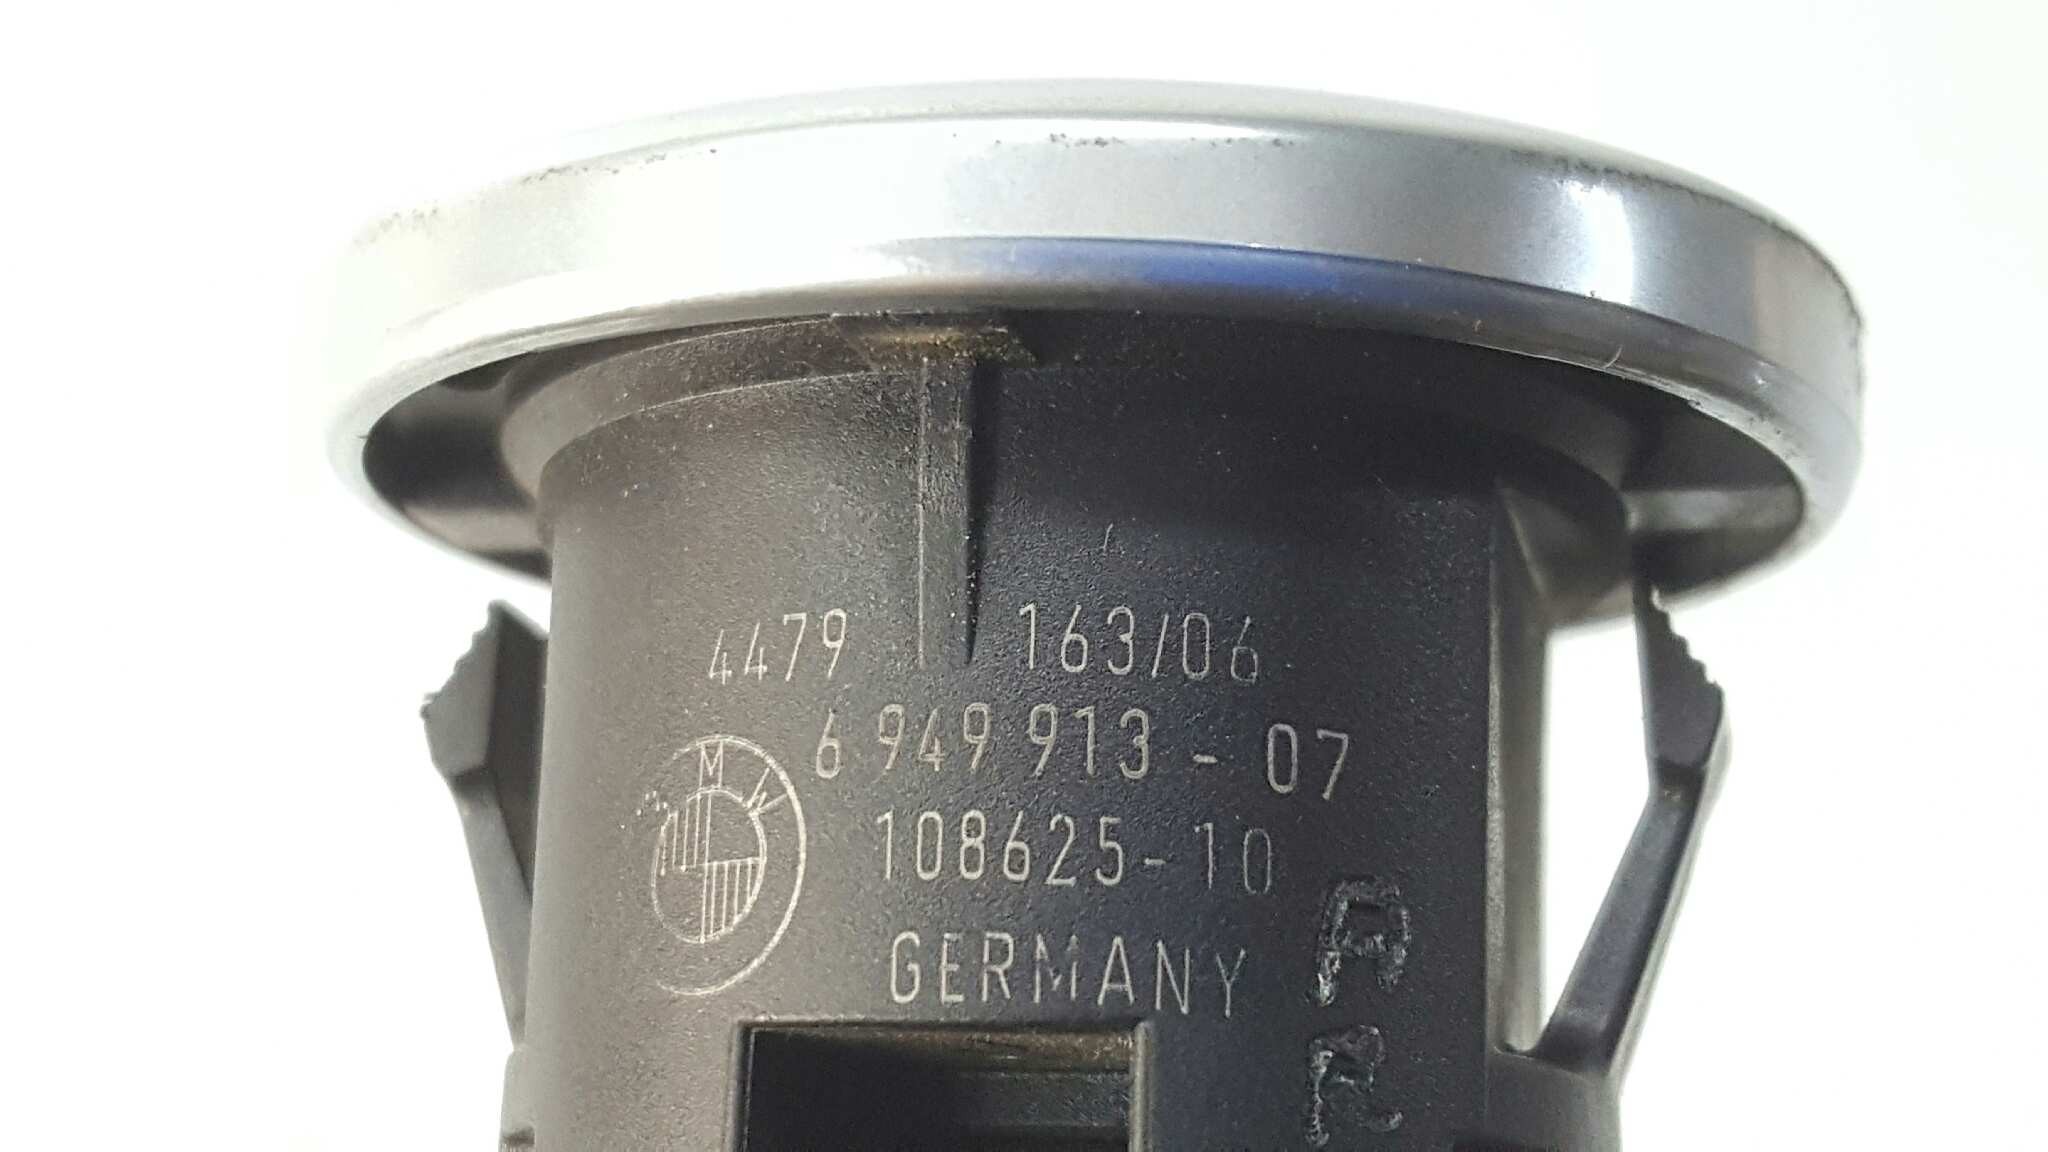 4479 163/06
6 949 913 - 07
M W
108625-10
GERMANY
A
R